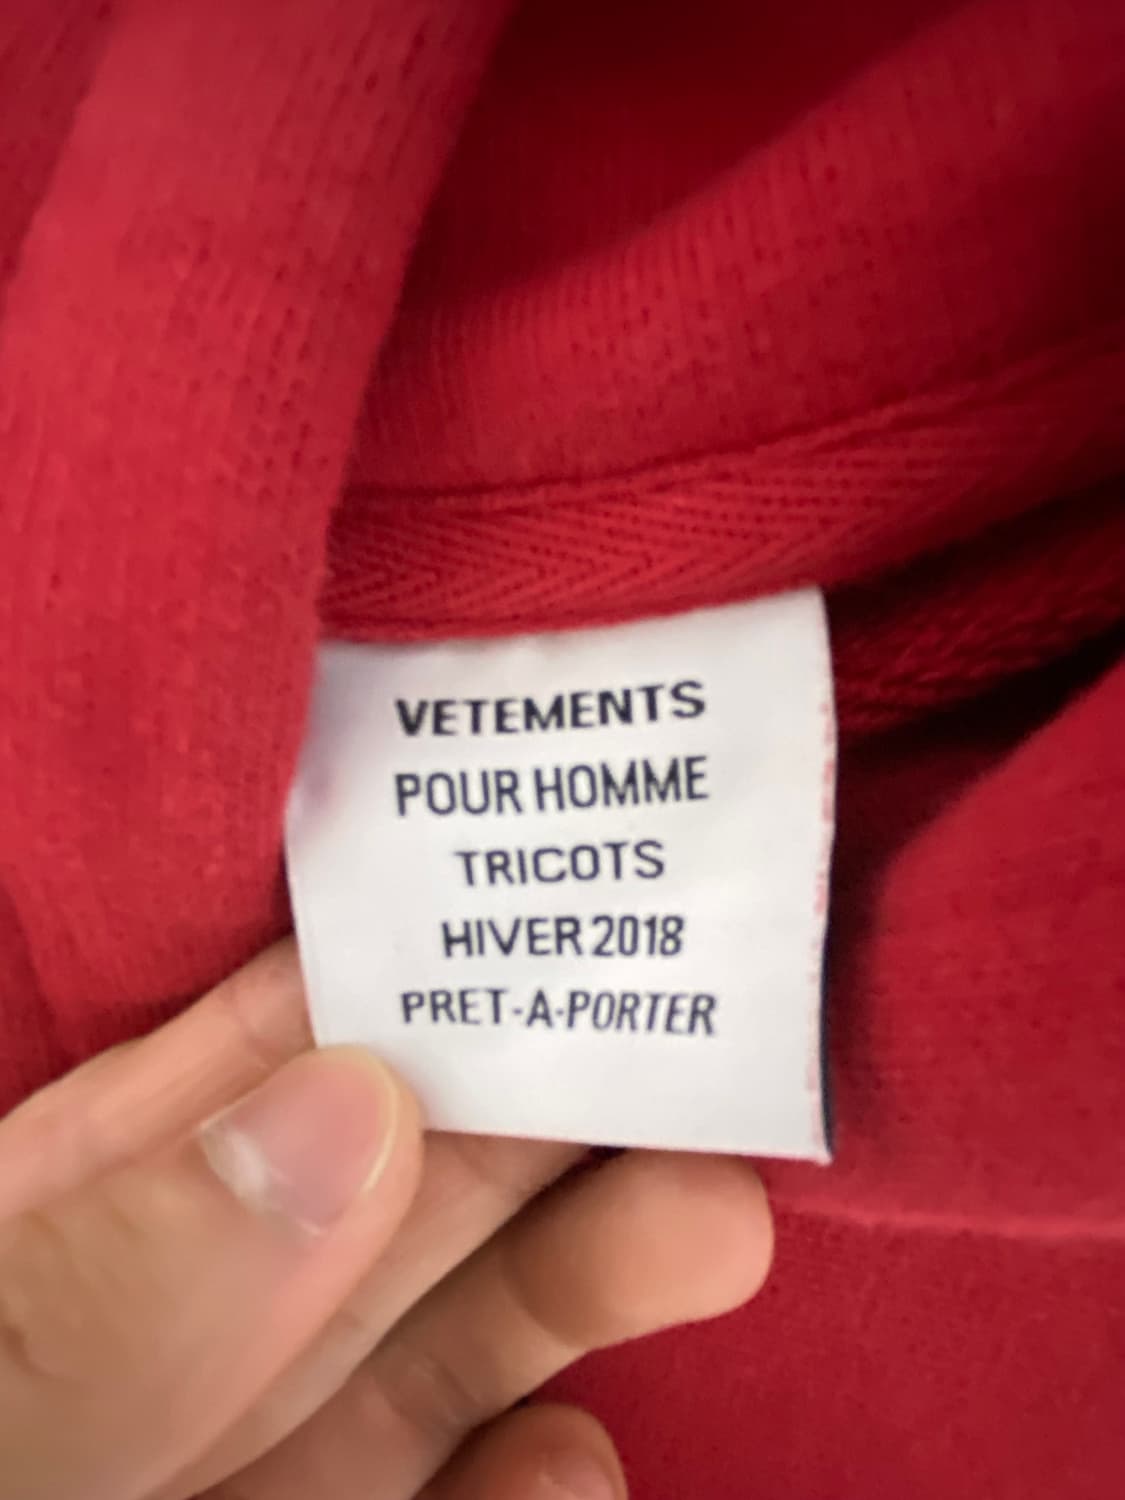 VETEMENTS
POUR HOMME
TRICOTS
HIVER 2018
PRET-A-PORTER